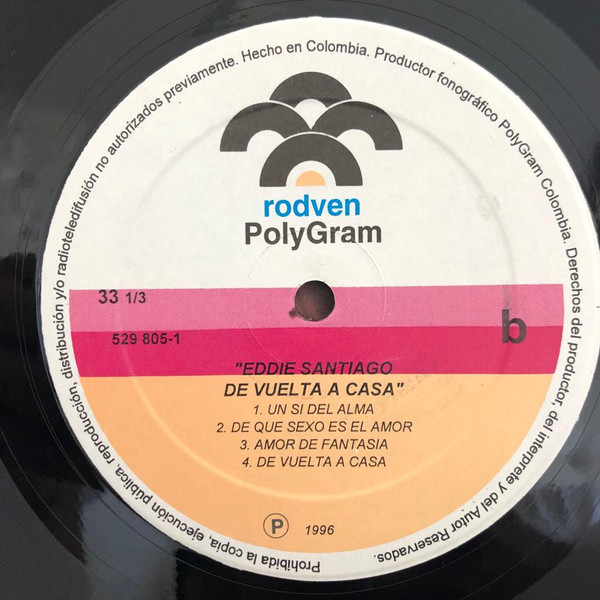 Prohibida la copia, ejecución pública, reproducción, distribución y/o radioteledifusión no autorizados previamente. Hecho en Colombia. Productor fonográfico PolyGram Colombia. Derechos del productor, del interprete y del Autor Reservados.
rodven
PolyGram
33 1/3
529 805-1
b
"EDDIE SANTIAGO
DE VUELTA A CASA"
1. UN SI DEL ALMA
2. DE QUE SEXO ES EL AMOR
3. AMOR DE FANTASIA
4. DE VUELTA A CASA
P 1996